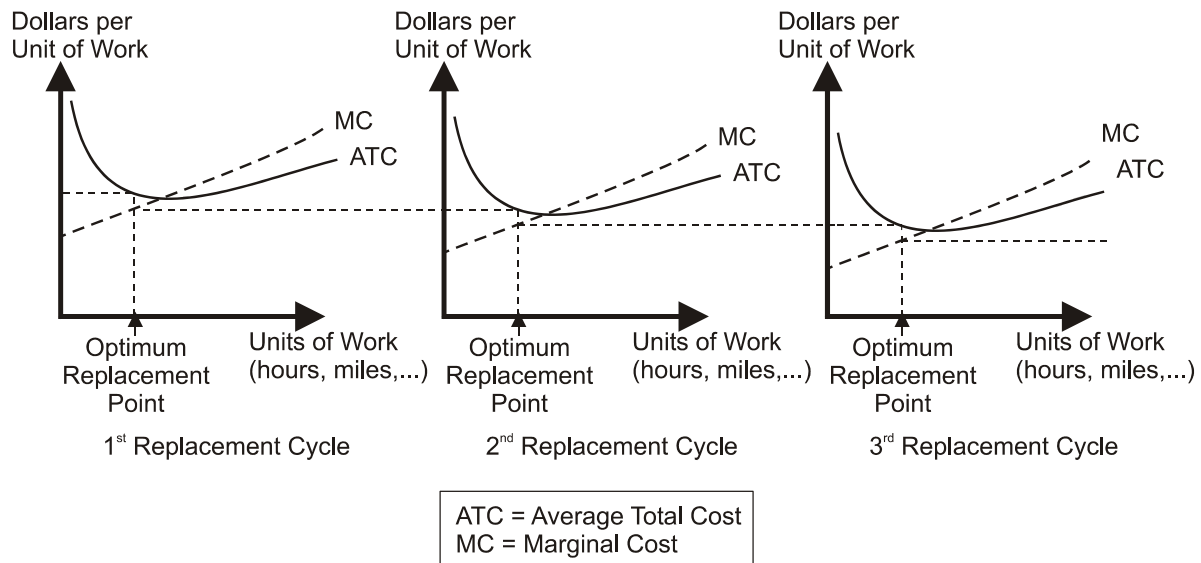 Dollars per
Unit of Work
MC
ATC
Optimum
Replacement
Point
Units of Work
(hours, miles,...)
1st Replacement Cycle
Dollars per
Unit of Work
MC
ATC
Optimum
Replacement
Point
Units of Work
(hours, miles,...)
2nd Replacement Cycle
Dollars per
Unit of Work
MC
ATC
Optimum
Replacement
Point
Units of Work
(hours, miles,...)
3rd Replacement Cycle
ATC = Average Total Cost
MC = Marginal Cost